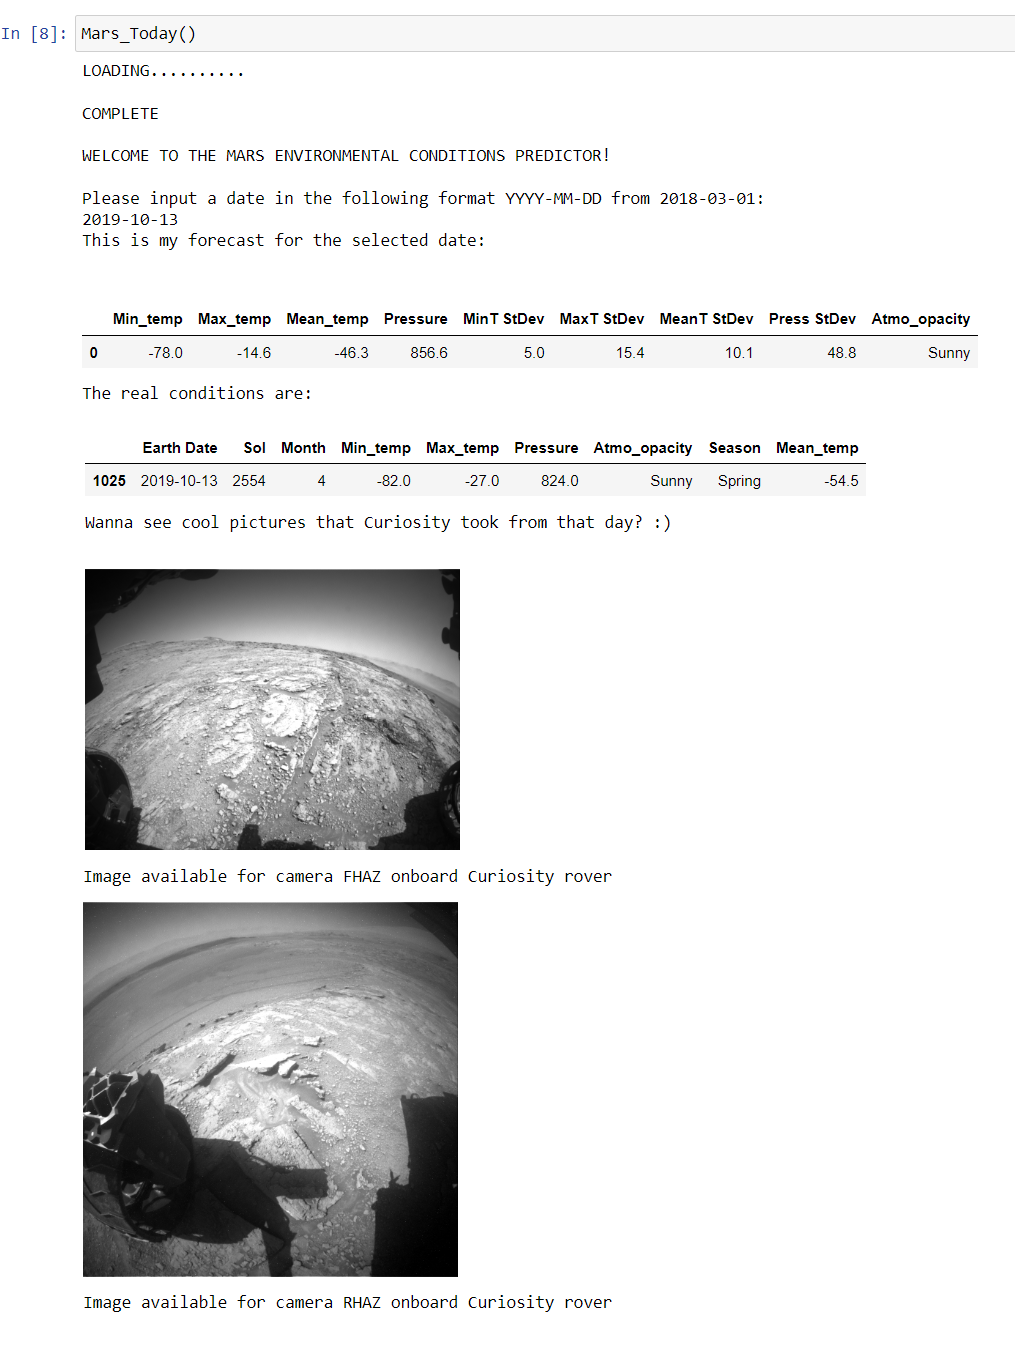 In [8]: Mars_Today()
LOADING..........
COMPLETE
WELCOME TO THE MARS ENVIRONMENTAL CONDITIONS PREDICTOR!
Please input a date in the following format YYYY-MM-DD from 2018-03-01:
2019-10-13
This is my forecast for the selected date:
Min_temp Max_temp Mean_temp Pressure MinT StDev MaxT StDev MeanT StDev Press StDev Atmo_opacity
0 -78.0 -14.6 -46.3 856.6 5.0 15.4 10.1 48.8 Sunny
The real conditions are:
Earth Date Sol Month Min_temp Max_temp Pressure Atmo_opacity Season Mean_temp
1025 2019-10-13 2554 4 -82.0 -27.0 824.0 Sunny Spring -54.5
Wanna see cool pictures that Curiosity took from that day? :)
Image available for camera FHAZ onboard Curiosity rover
Image available for camera RHAZ onboard Curiosity rover